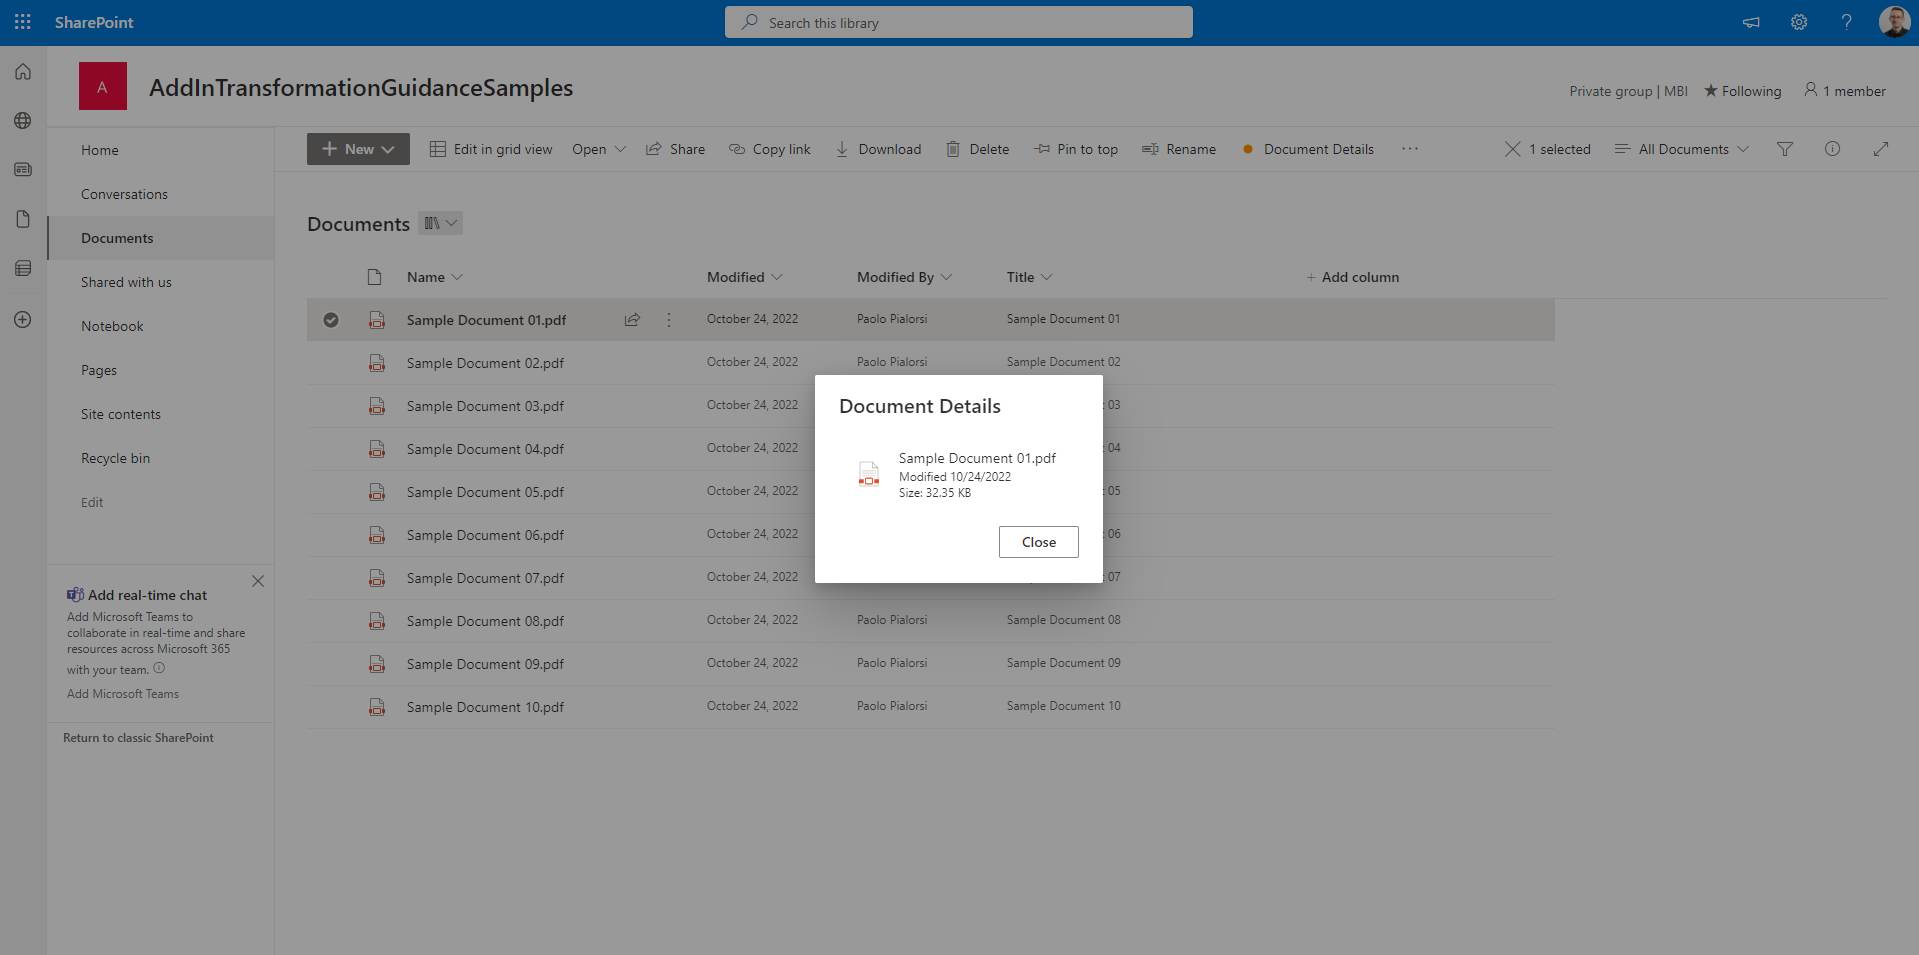 SharePoint
Search this library
A
AddInTransformationGuidanceSamples
Private group | MBI Following 1 member
Home
Conversations
Documents
Shared with us
Notebook
Pages
Site contents
Recycle bin
Edit
Add real-time chat
Add Microsoft Teams to
collaborate in real-time and share
resources across Microsoft 365
with your team.
Add Microsoft Teams
Return to classic SharePoint
+ New Edit in grid view Open Share Copy link Download Delete Pin to top Rename Document Details ··· 1 selected All Documents
Documents
Name Modified Modified By Title + Add column
Sample Document 01.pdf October 24, 2022 Paolo Pialorsi Sample Document 01
Sample Document 02.pdf October 24, 2022 Paolo Pialorsi Sample Document 02
Sample Document 03.pdf October 24, 2022 03
Sample Document 04.pdf October 24, 2022 04
Sample Document 05.pdf October 24, 2022 05
Sample Document 06.pdf October 24, 2022 06
Sample Document 07.pdf October 24, 2022 07
Sample Document 08.pdf October 24, 2022 Paolo Pialorsi Sample Document 08
Sample Document 09.pdf October 24, 2022 Paolo Pialorsi Sample Document 09
Sample Document 10.pdf October 24, 2022 Paolo Pialorsi Sample Document 10
Document Details
Sample Document 01.pdf
Modified 10/24/2022
Size: 32.35 KB
Close